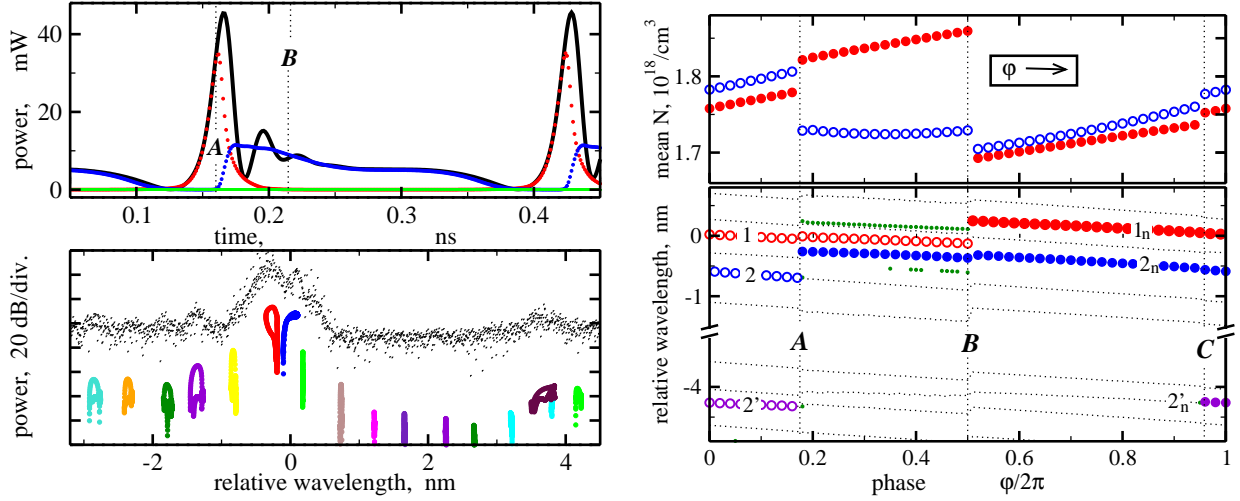 power, mW
40
20
0
A
B
0.1
0.2
0.3
0.4
time, ns
power, 20 dB/div.
-2
0
2
4
relative wavelength, nm
mean N, 10^18/cm^3
1.8
1.7
φ →
relative wavelength, nm
0
-1
-4
1
2
1n
2n
A
B
C
2'
2'n
0
0.2
0.4
0.6
0.8
1
phase φ/2π